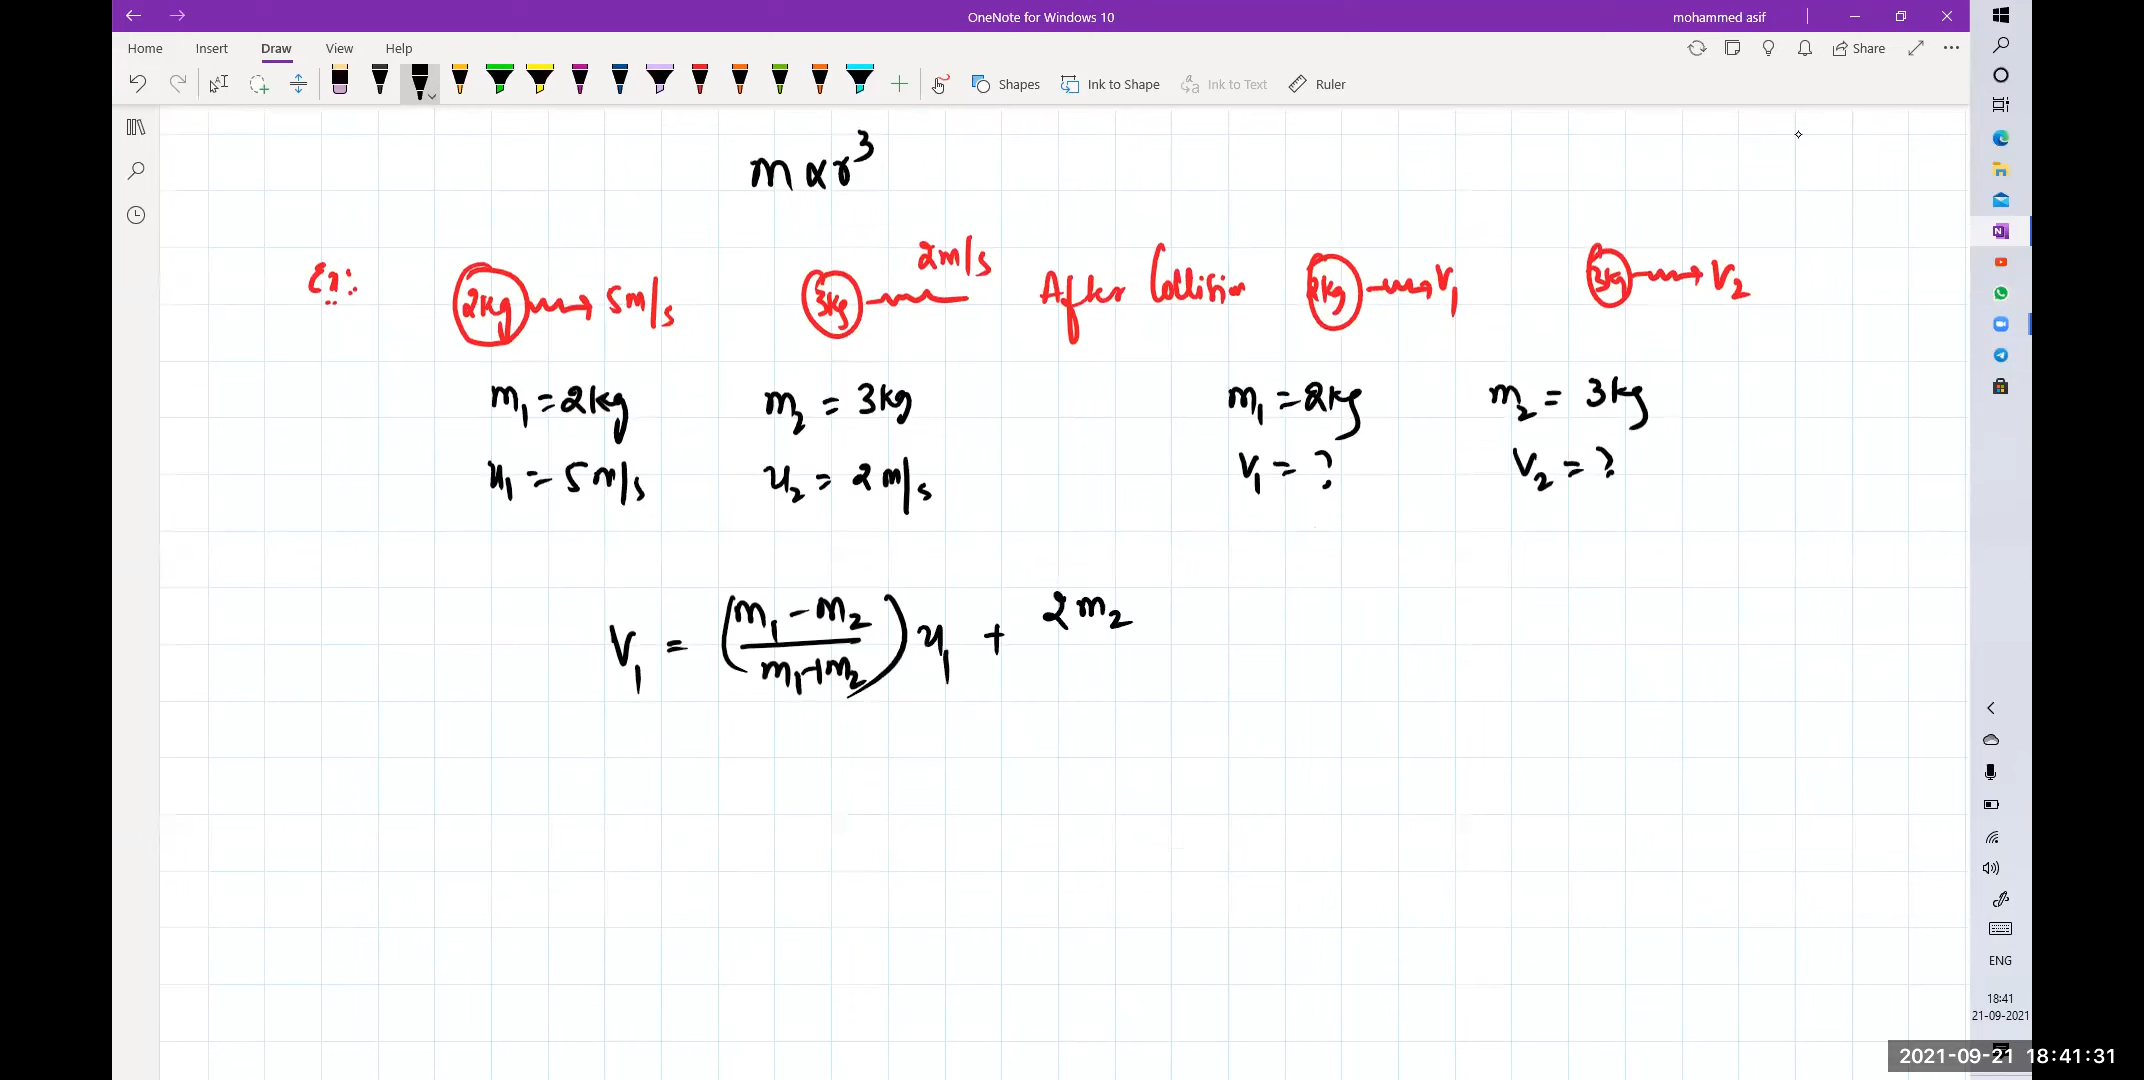 OneNote for Windows 10
mohammed asif
Home Insert Draw View Help
Share
Shapes Ink to Shape Ink to Text Ruler
m ∝ r³
Ex:
2kg → 5m/s
3kg 2m/s
After Collision
2kg → V₁
3kg → V₂
m₁ = 2kg m₂ = 3kg m₁ = 2kg m₂ = 3kg
u₁ = 5m/s u₂ = 2m/s V₁ = ? V₂ = ?
V₁ = (m₁ - m₂ / m₁ + m₂) u₁ + 2m₂
ENG
18:41
21-09-2021
2021-09-21 18:41:31